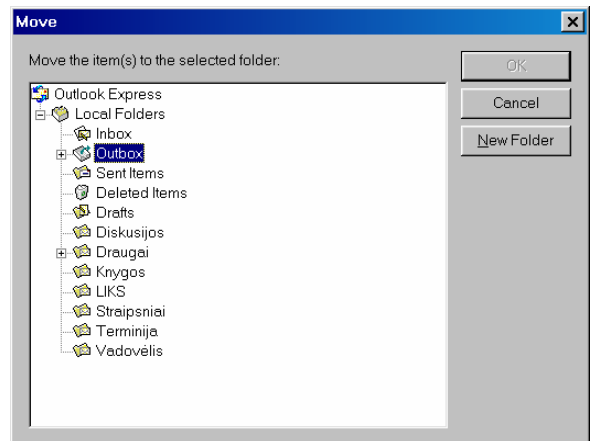 Move
Move the item(s) to the selected folder:
OK
Cancel
New Folder
Outlook Express
Local Folders
Inbox
Outbox
Sent Items
Deleted Items
Drafts
Diskusijos
Draugai
Knygos
LIKS
Straipsniai
Terminija
Vadovėlis